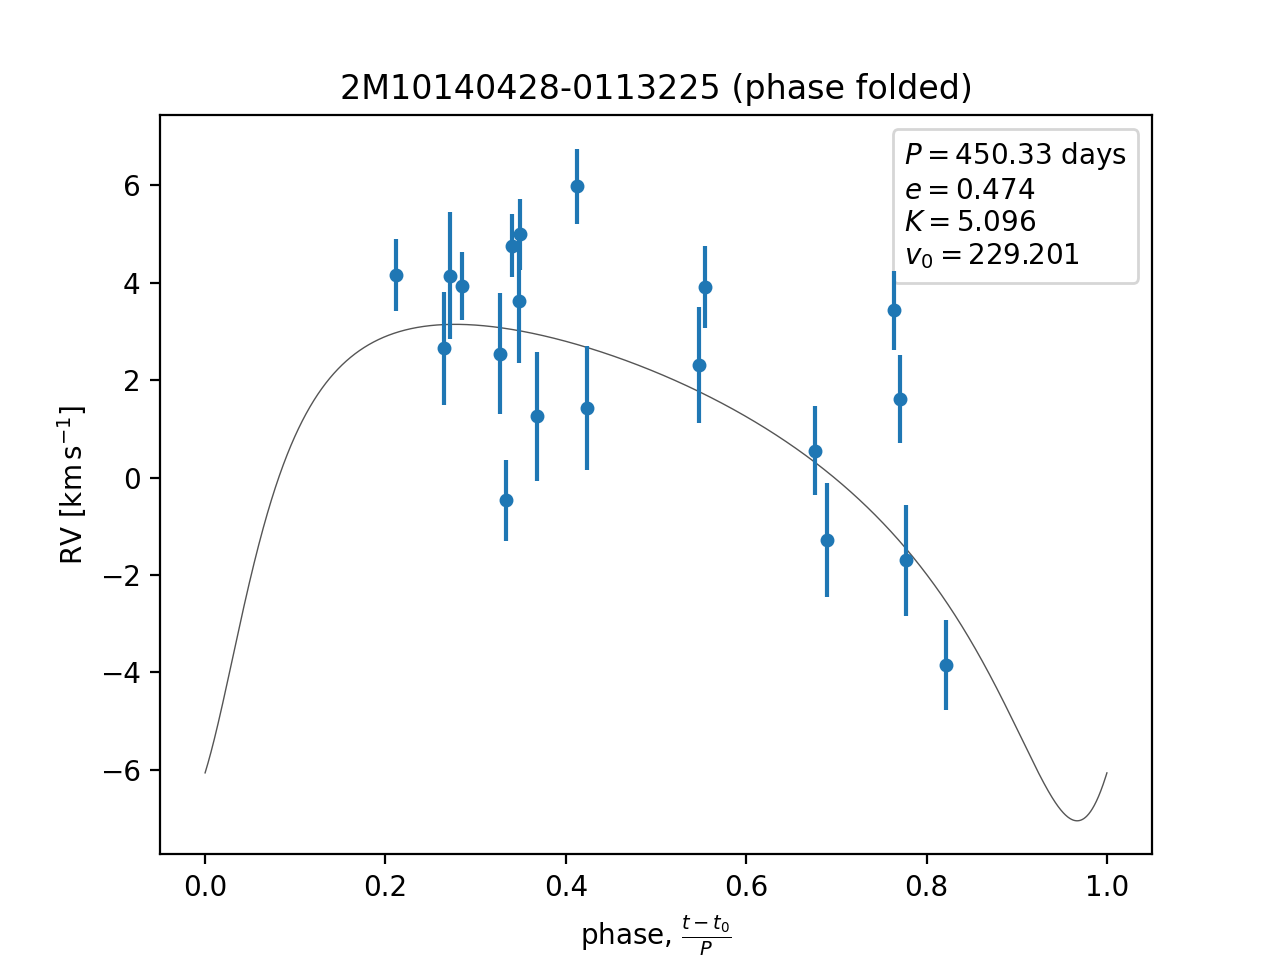 2M10140428-0113225 (phase folded)
P = 450.33 days
e = 0.474
K = 5.096
v₀ = 229.201
6
4
2
0
−2
−4
−6
RV [km s⁻¹]
0.0 0.2 0.4 0.6 0.8 1.0
phase, (t − t₀)/P